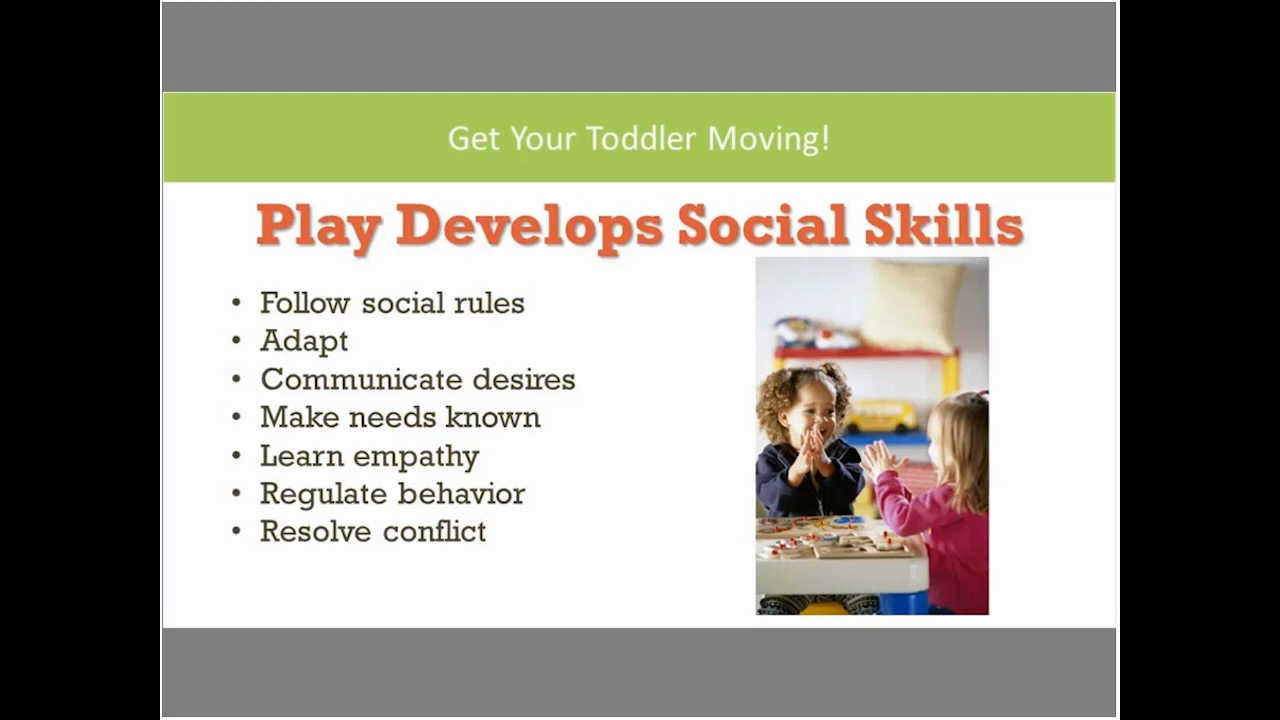 Get Your Toddler Moving!
Play Develops Social Skills
• Follow social rules
• Adapt
• Communicate desires
• Make needs known
• Learn empathy
• Regulate behavior
• Resolve conflict